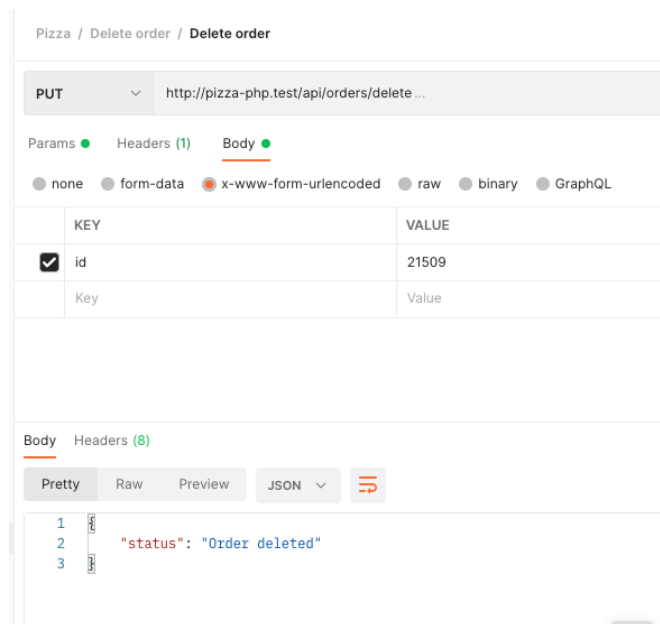 Pizza / Delete order / Delete order
PUT http://pizza-php.test/api/orders/delete ...
Params Headers (1) Body
none form-data x-www-form-urlencoded raw binary GraphQL
KEY VALUE
id 21509
Key Value
Body Headers (8)
Pretty Raw Preview JSON
1 {
2 "status": "Order deleted"
3 }